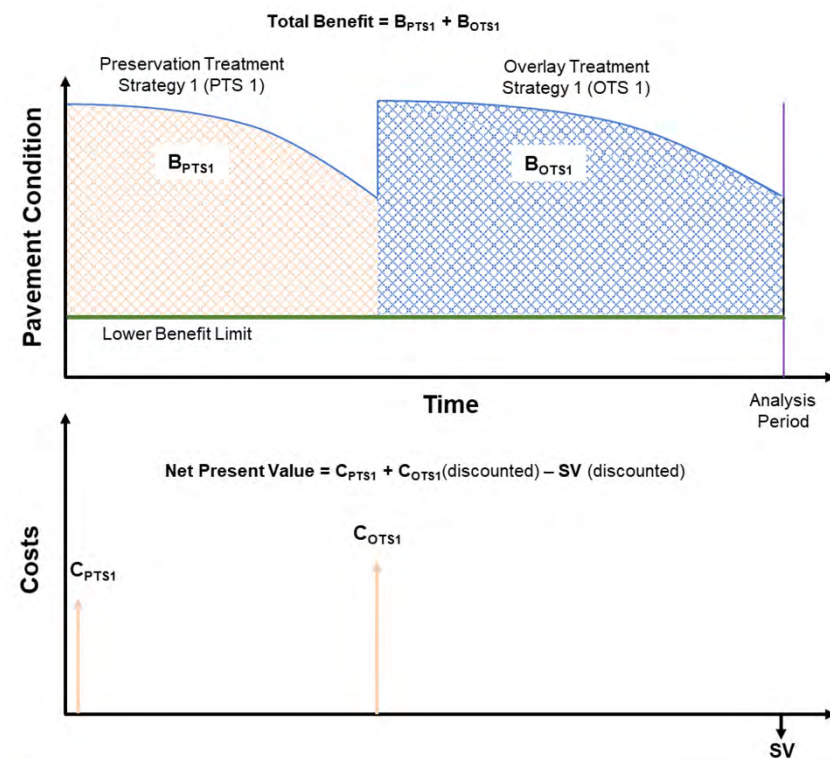 Total Benefit = BPTS1 + BOTS1
Preservation Treatment
Strategy 1 (PTS 1)
Overlay Treatment
Strategy 1 (OTS 1)
Pavement Condition
BPTS1
BOTS1
Lower Benefit Limit
Time
Analysis
Period
Net Present Value = CPTS1 + COTS1(discounted) – SV (discounted)
Costs
CPTS1
COTS1
SV